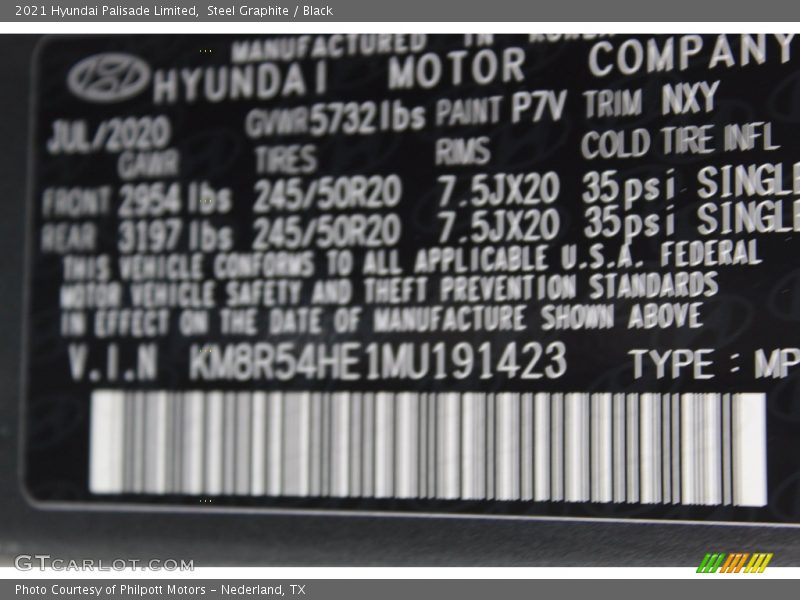 2021 Hyundai Palisade Limited,  Steel Graphite / Black
MANUFACTURED IN KOREA
HYUNDAI MOTOR COMPANY
JUL/2020 GVWR5732lbs PAINT P7V TRIM NXY
GAWR TIRES RIMS COLD TIRE INFL
FRONT 2954 lbs 245/50R20 7.5JX20 35psi SINGLE
REAR 3197 lbs 245/50R20 7.5JX20 35psi SINGLE
THIS VEHICLE CONFORMS TO ALL APPLICABLE U.S.A. FEDERAL
MOTOR VEHICLE SAFETY AND THEFT PREVENTION STANDARDS
IN EFFECT ON THE DATE OF MANUFACTURE SHOWN ABOVE
V.I.N KM8R54HE1MU191423 TYPE : MP
GTCARLOT.COM
Photo Courtesy of Philpott Motors - Nederland, TX